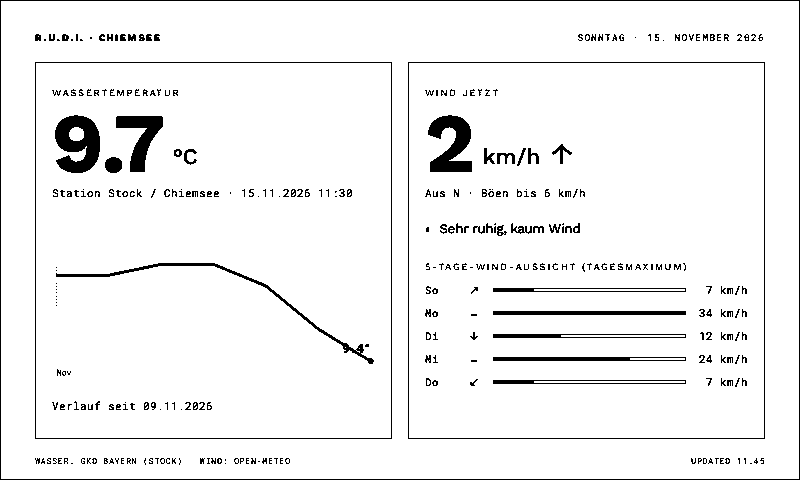 R.U.D.I. · CHIEMSEE
SONNTAG · 15. NOVEMBER 2026
WASSERTEMPERATUR
9.7 °C
Station Stock / Chiemsee · 15.11.2026 11:30
9.4°
Nov
Verlauf seit 09.11.2026
WIND JETZT
2 km/h ↑
Aus N · Böen bis 6 km/h
Sehr ruhig, kaum Wind
5-TAGE-WIND-AUSSICHT (TAGESMAXIMUM)
So ↗ 7 km/h
Mo – 34 km/h
Di ↓ 12 km/h
Mi – 24 km/h
Do ↙ 7 km/h
WASSER: GKD BAYERN (STOCK) WIND: OPEN-METEO
UPDATED 11:45